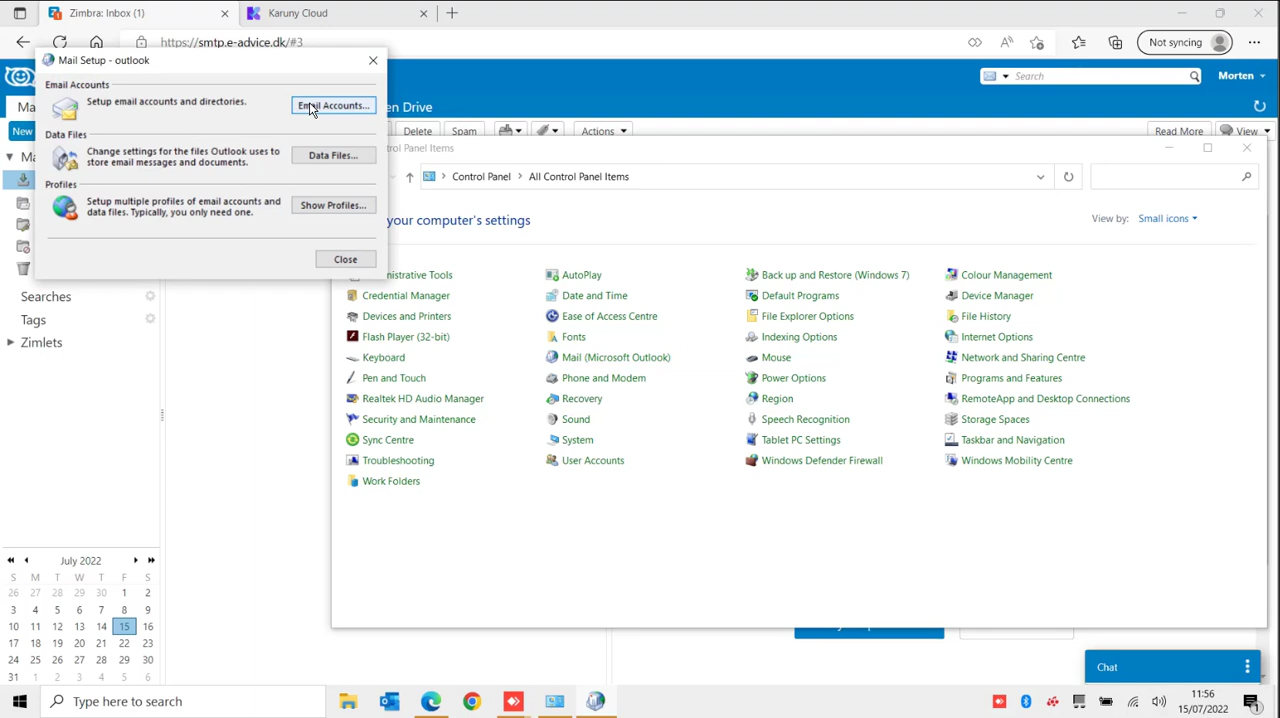 Zimbra: Inbox (1)
Karuny Cloud
https://smtp.e-advice.dk/#3
Not syncing
Mail Setup - outlook
Email Accounts
Setup email accounts and directories.
Email Accounts...
Data Files
Change settings for the files Outlook uses to
store email messages and documents.
Data Files...
Profiles
Setup multiple profiles of email accounts and
data files. Typically, you only need one.
Show Profiles...
Close
Search
Morten
en Drive
New
Delete
Spam
Actions
Read More
View
ntrol Panel Items
Control Panel
All Control Panel Items
your computer's settings
View by:
Small icons
inistrative Tools
AutoPlay
Back up and Restore (Windows 7)
Colour Management
Credential Manager
Date and Time
Default Programs
Device Manager
Devices and Printers
Ease of Access Centre
File Explorer Options
File History
Flash Player (32-bit)
Fonts
Indexing Options
Internet Options
Keyboard
Mail (Microsoft Outlook)
Mouse
Network and Sharing Centre
Pen and Touch
Phone and Modem
Power Options
Programs and Features
Realtek HD Audio Manager
Recovery
Region
RemoteApp and Desktop Connections
Security and Maintenance
Sound
Speech Recognition
Storage Spaces
Sync Centre
System
Tablet PC Settings
Taskbar and Navigation
Troubleshooting
User Accounts
Windows Defender Firewall
Windows Mobility Centre
Work Folders
Searches
Tags
Zimlets
July 2022
S M T W T F S
26 27 28 29 30 1 2
3 4 5 6 7 8 9
10 11 12 13 14 15 16
17 18 19 20 21 22 23
24 25 26 27 28 29 30
31 1 2 3 4 5 6
Chat
Type here to search
11:56
15/07/2022